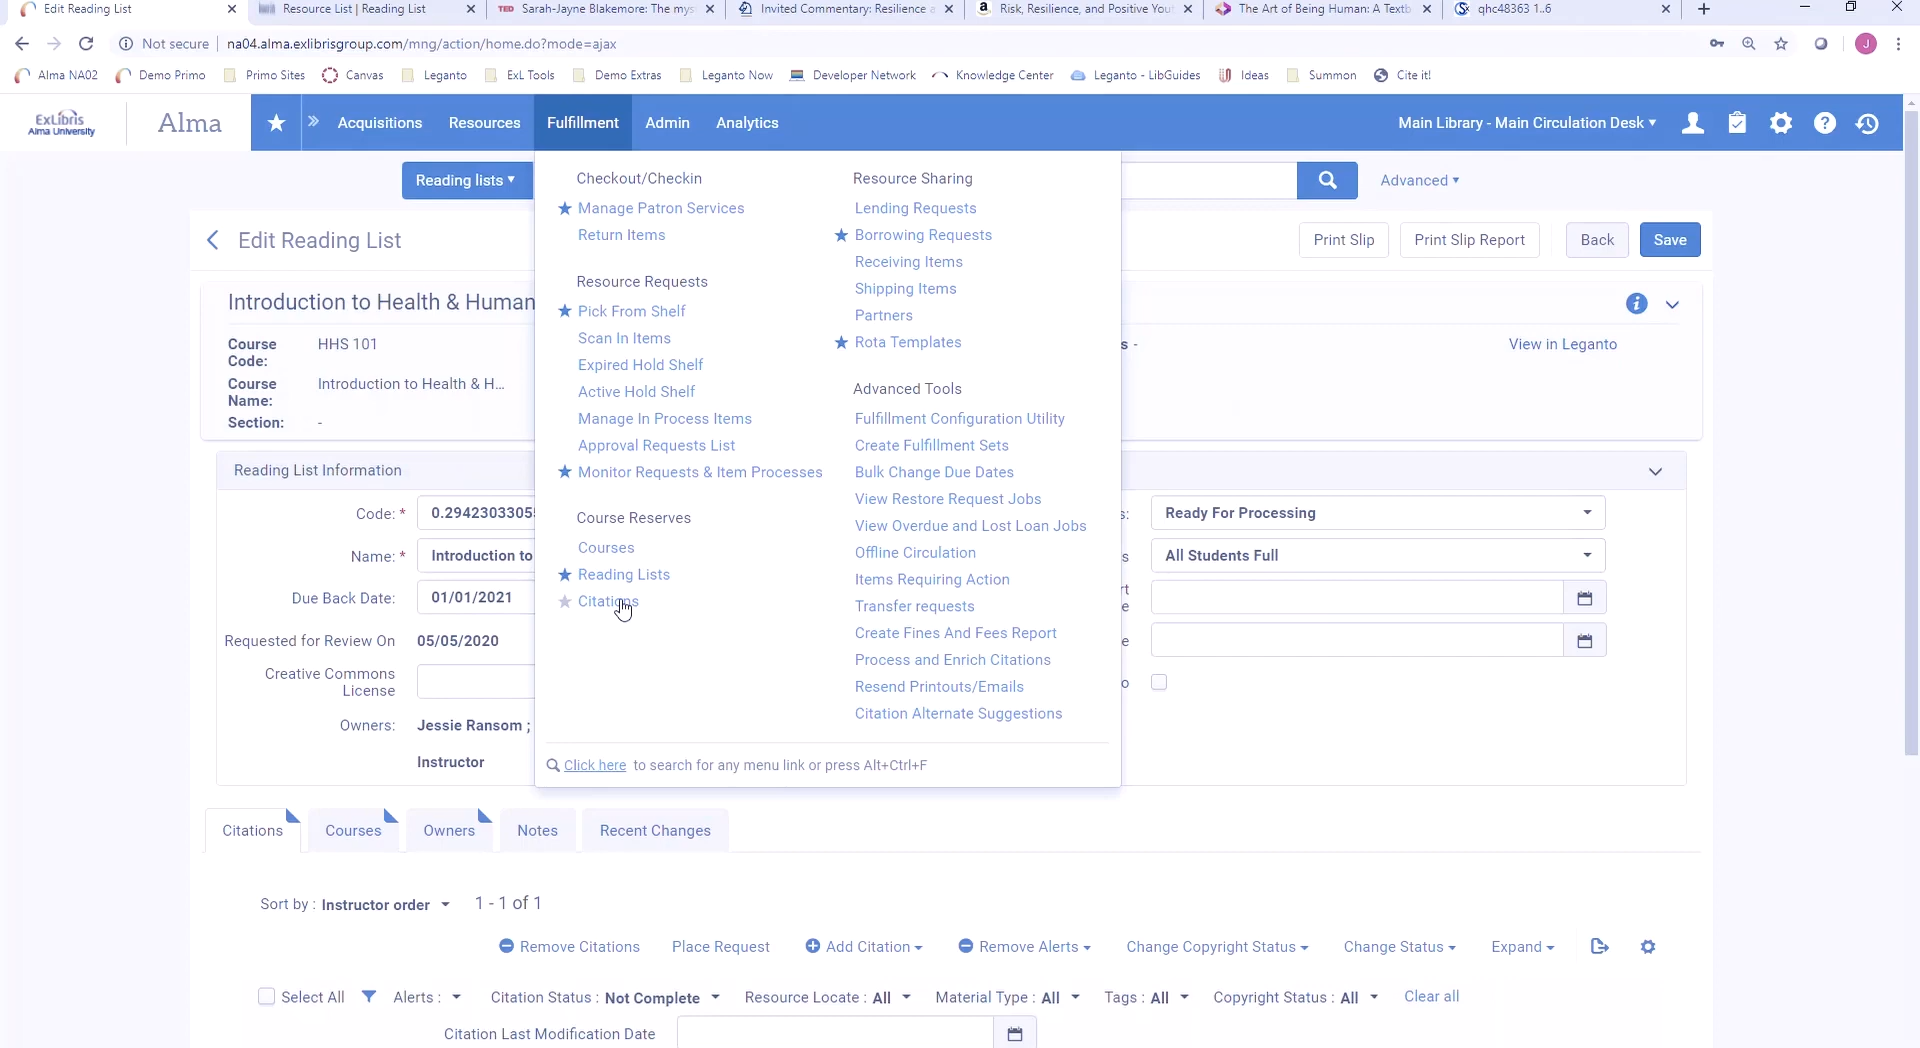 Edit Reading List
Resource List | Reading List
TED Sarah-Jayne Blakemore: The mys
Invited Commentary: Resilience a
Risk, Resilience, and Positive You
The Art of Being Human: A Textb
qhc48363 1..6
Not secure na04.alma.exlibrisgroup.com/mng/action/home.do?mode=ajax
J
Alma NA02
Demo Primo
Primo Sites
Canvas
Leganto
ExL Tools
Demo Extras
Leganto Now
Developer Network
Knowledge Center
Leganto - LibGuides
Ideas
Summon
Cite it!
ExLibris
Alma University
Alma
Acquisitions
Resources
Fulfillment
Admin
Analytics
Main Library - Main Circulation Desk
Reading lists
Advanced
Edit Reading List
Print Slip
Print Slip Report
Back
Save
Introduction to Health & Human
Course Code: HHS 101
Course Name: Introduction to Health & H...
Section: -
s -
View in Leganto
Checkout/Checkin
Manage Patron Services
Return Items
Resource Requests
Pick From Shelf
Scan In Items
Expired Hold Shelf
Active Hold Shelf
Manage In Process Items
Approval Requests List
Monitor Requests & Item Processes
Course Reserves
Courses
Reading Lists
Citations
Resource Sharing
Lending Requests
Borrowing Requests
Receiving Items
Shipping Items
Partners
Rota Templates
Advanced Tools
Fulfillment Configuration Utility
Create Fulfillment Sets
Bulk Change Due Dates
View Restore Request Jobs
View Overdue and Lost Loan Jobs
Offline Circulation
Items Requiring Action
Transfer requests
Create Fines And Fees Report
Process and Enrich Citations
Resend Printouts/Emails
Citation Alternate Suggestions
Click here to search for any menu link or press Alt+Ctrl+F
Reading List Information
Code: * 0.2942303305
Name: * Introduction to
Due Back Date: 01/01/2021
Requested for Review On 05/05/2020
Creative Commons License
Owners: Jessie Ransom ;
Instructor
s: Ready For Processing
s All Students Full
rt
e
e
o
Citations
Courses
Owners
Notes
Recent Changes
Sort by : Instructor order 1 - 1 of 1
Remove Citations
Place Request
Add Citation
Remove Alerts
Change Copyright Status
Change Status
Expand
Select All
Alerts :
Citation Status : Not Complete
Resource Locate : All
Material Type : All
Tags : All
Copyright Status : All
Clear all
Citation Last Modification Date